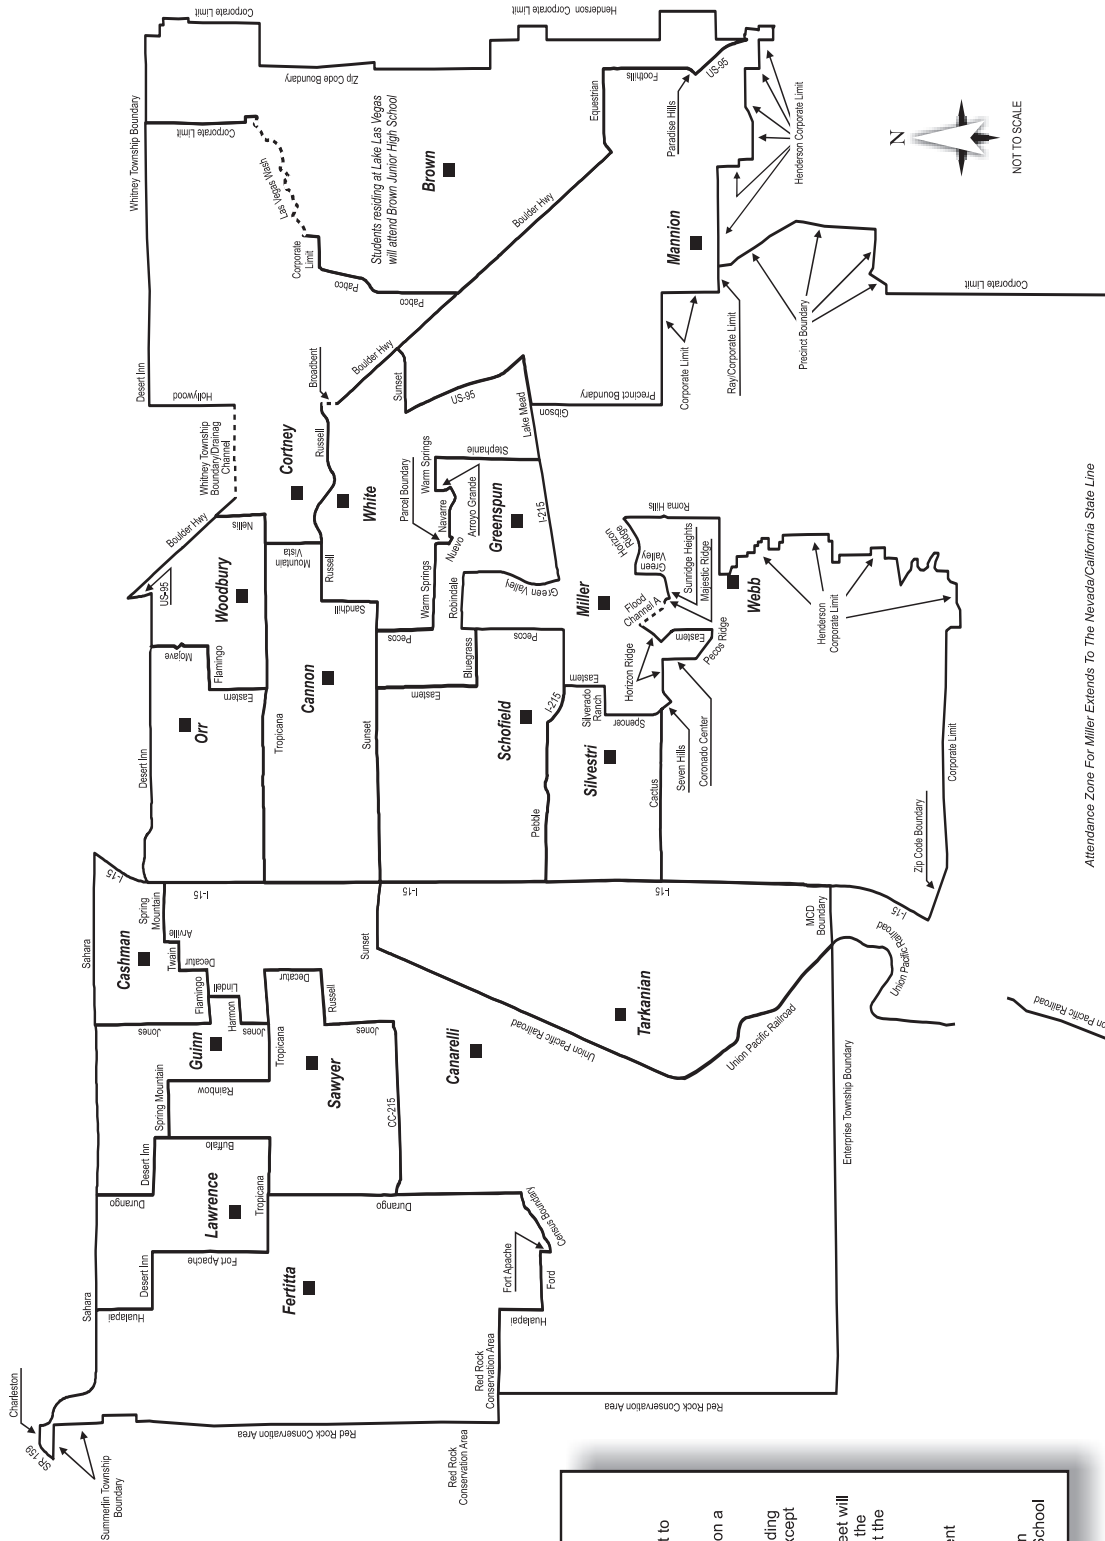 Charleston
SR 159
Summerlin Township
Boundary
Sahara
Sahara
I-15
Hualapai
Desert Inn
Durango
Desert Inn
Spring Mountain
Jones
Cashman
Spring
Mountain
Arville
Twain
Decatur
Flamingo
Lindell
Harmon
Jones
Guinn
Rainbow
Buffalo
Lawrence
Fort Apache
Tropicana
Tropicana
Decatur
Russell
Jones
Sawyer
CC-215
Durango
Fertitta
Red Rock Conservation Area
Red Rock
Conservation Area
Red Rock
Conservation Area
Hualapai
Fort Apache
Ford
Census Boundary
Canarelli
Union Pacific Railroad
Sunset
Tarkanian
Union Pacific Railroad
Red Rock Conservation Area
Enterprise Township Boundary
MCD
Boundary
Union Pacific Railroad
I-15
I-15
I-15
I-15
I-15
Zip Code Boundary
Corporate Limit
Desert Inn
Orr
Mojave
Flamingo
Eastern
US-95
Boulder Hwy
Woodbury
Nellis
Tropicana
Mountain
Vista
Russell
Sandhill
Cannon
Sunset
Pecos
Eastern
Bluegrass
Pecos
Warm Springs
Robindale
Green Valley
Schofield
Pebble
I-215
Eastern
Silverado
Ranch
Spencer
Silvestri
Cactus
Seven Hills
Coronado Center
Horizon Ridge
Eastern
Pecos Ridge
Miller
Flood
Channel A
Green
Valley
Horizon
Ridge
Roma Hills
Sunridge Heights
Majestic Ridge
Webb
Henderson
Corporate Limit
Whitney Township
Boundary/Drainag
Channel
Hollywood
Desert Inn
Whitney Township Boundary
Cortney
Russell
Broadbent
White
Parcel Boundary
Warm Springs
Nuevo
Navarre
Arroyo Grande
Stephanie
Greenspun
I-215
Lake Mead
Sunset
US-95
Boulder Hwy
Boulder Hwy
Pabco
Pabco
Corporate
Limit
Las Vegas Wash
Corporate Limit
Corporate Limit
Zip Code Boundary
Henderson Corporate Limit
Students residing at Lake Las Vegas
will attend Brown Junior High School
Brown
Equestrian
Foothills
Paradise Hills
US-95
Gibson
Precinct Boundary
Corporate Limit
Mannion
Ray/Corporate Limit
Precinct Boundary
Corporate Limit
Henderson Corporate Limit
N
NOT TO SCALE
Attendance Zone For Miller Extends To The Nevada/California State Line
t to
on a
ding
xcept
eet will
the
t the
ent
n
School